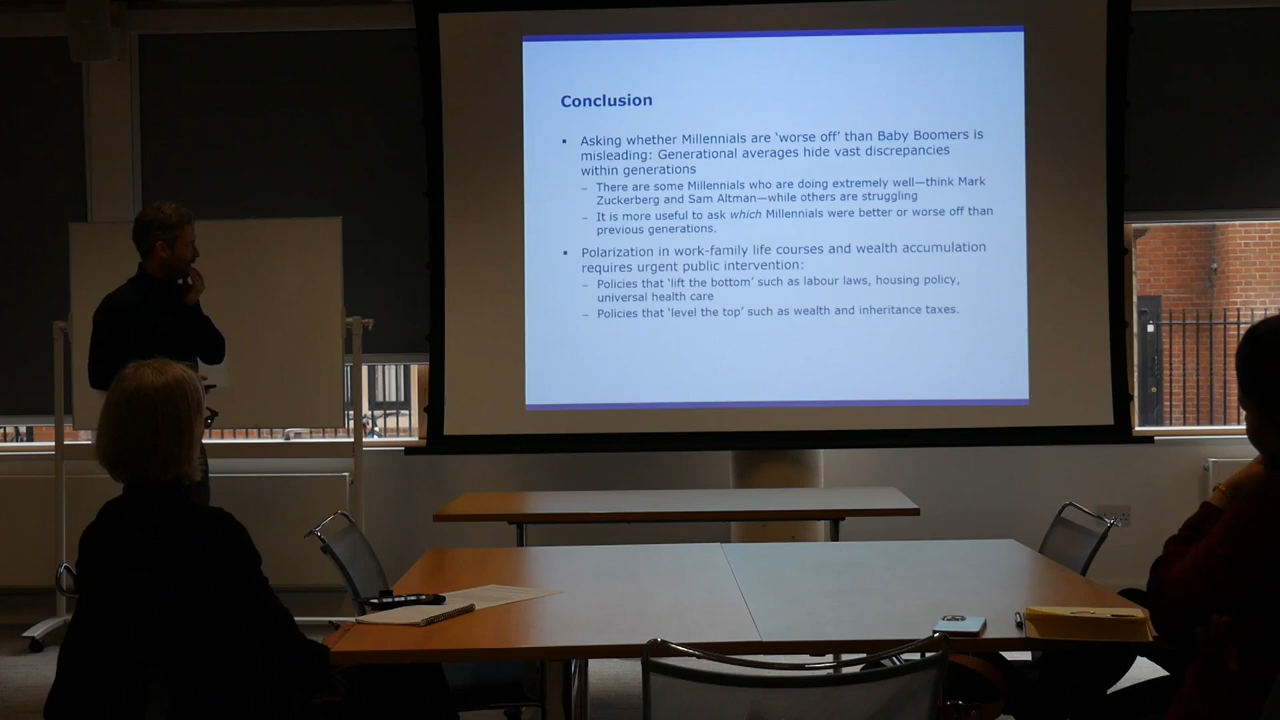 Conclusion
▪ Asking whether Millennials are ‘worse off’ than Baby Boomers is
misleading: Generational averages hide vast discrepancies
within generations
– There are some Millennials who are doing extremely well—think Mark
Zuckerberg and Sam Altman—while others are struggling
– It is more useful to ask which Millennials were better or worse off than
previous generations.
▪ Polarization in work-family life courses and wealth accumulation
requires urgent public intervention:
– Policies that ‘lift the bottom’ such as labour laws, housing policy,
universal health care
– Policies that ‘level the top’ such as wealth and inheritance taxes.